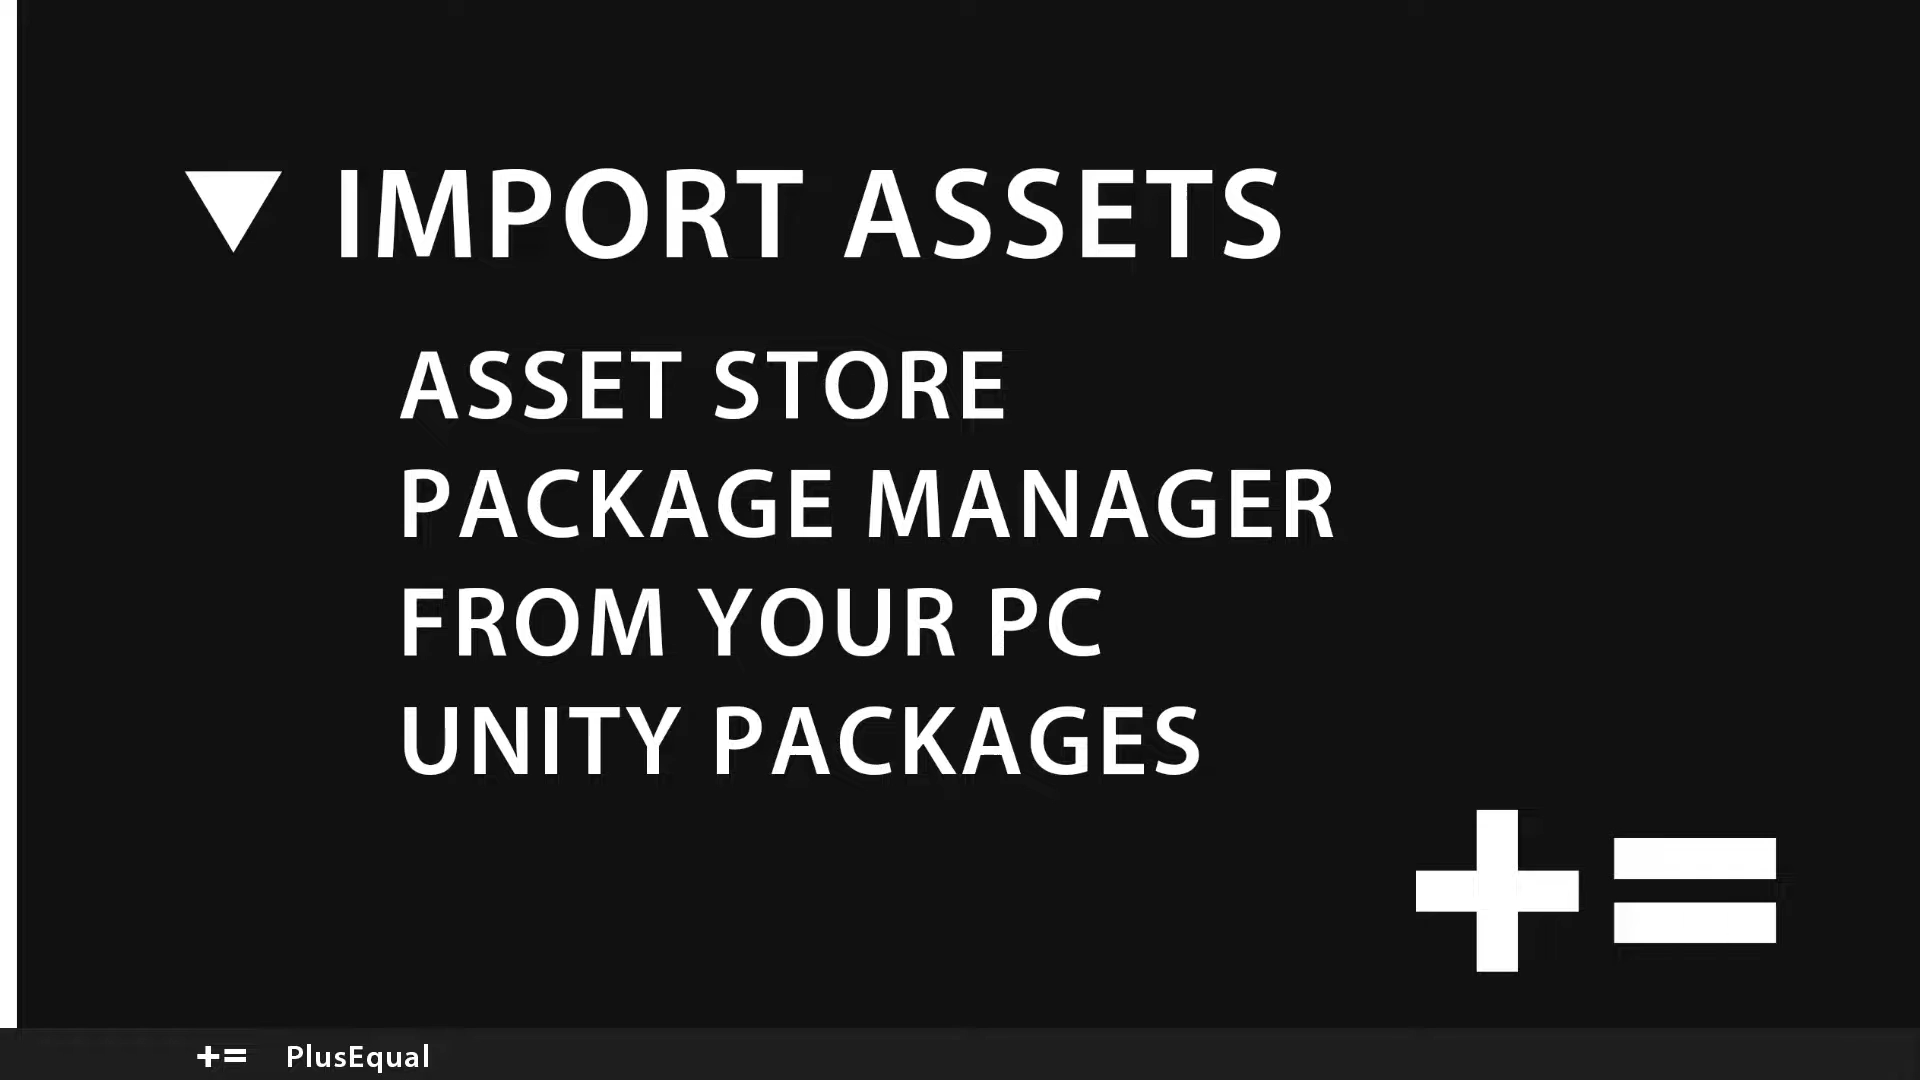 IMPORT ASSETS
ASSET STORE
PACKAGE MANAGER
FROM YOUR PC
UNITY PACKAGES
+=
+= PlusEqual